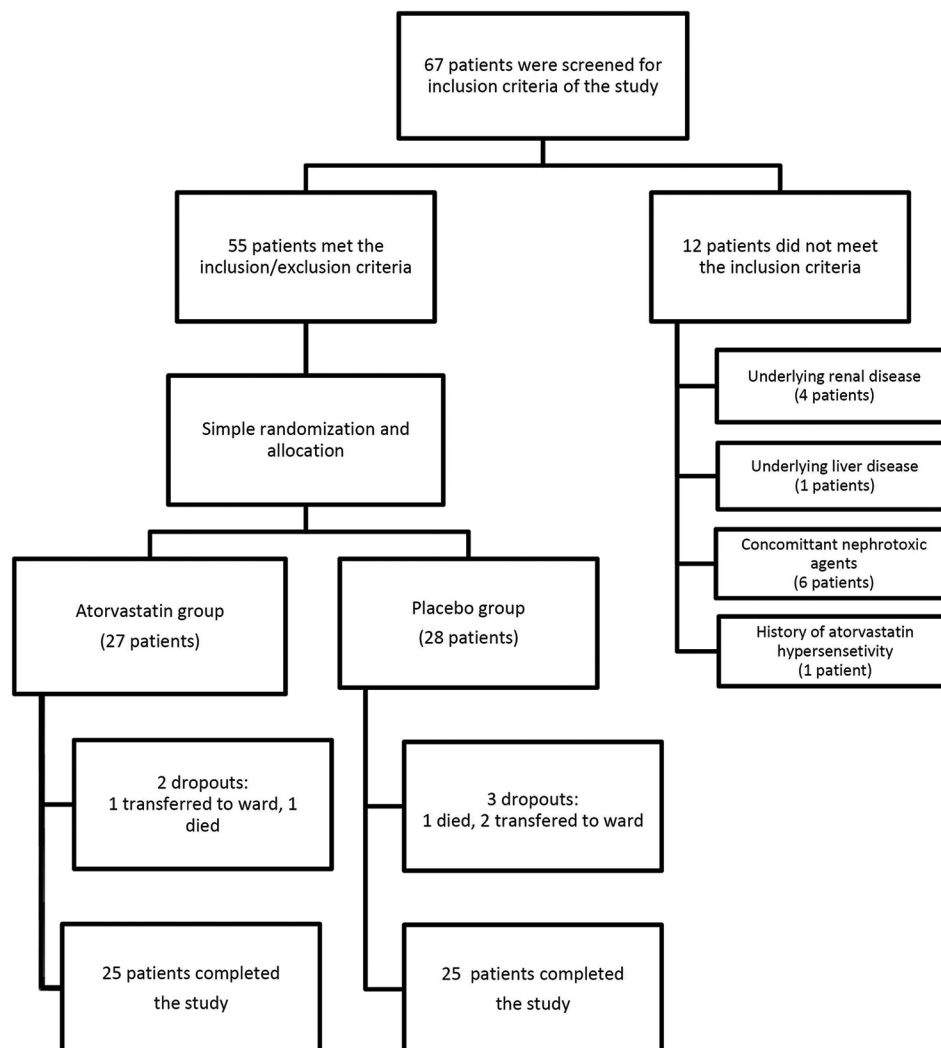 67 patients were screened for
inclusion criteria of the study
55 patients met the
inclusion/exclusion criteria
12 patients did not meet
the inclusion criteria
Underlying renal disease
(4 patients)
Simple randomization and
allocation
Underlying liver disease
(1 patients)
Concomittant nephrotoxic
agents
(6 patients)
History of atorvastatin
hypersensetivity
(1 patient)
Atorvastatin group
(27 patients)
Placebo group
(28 patients)
2 dropouts:
1 transferred to ward, 1
died
3 dropouts:
1 died, 2 transfered to ward
25 patients completed
the study
25 patients completed
the study